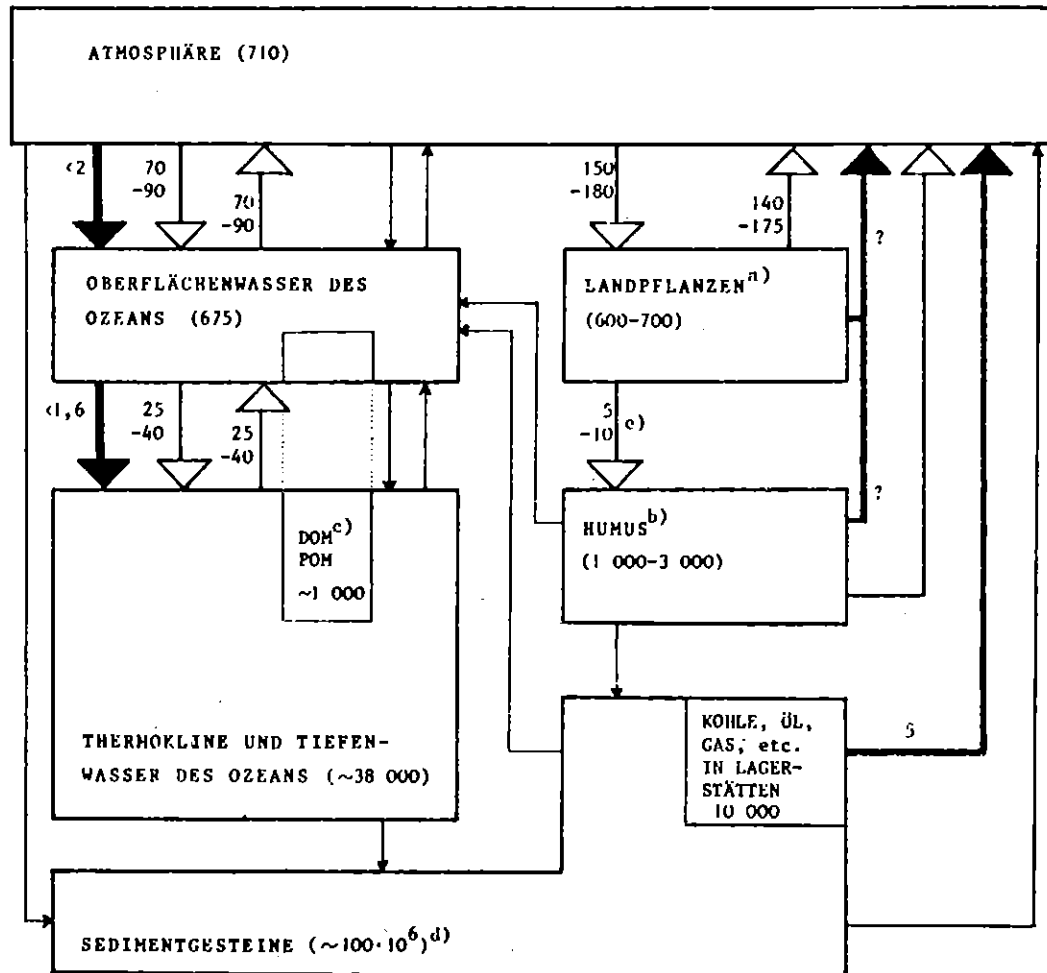 ATMOSPHÄRE (710)
<2
70
-90
70
-90
150
-180
140
-175
?
OBERFLÄCHENWASSER DES
OZEANS (675)
LANDPFLANZEN a)
(600-700)
<1,6
25
-40
25
-40
5
-10 e)
?
DOM c)
POM
~1 000
HUMUS b)
(1 000-3 000)
THERMOKLINE UND TIEFEN-
WASSER DES OZEANS (~38 000)
KOHLE, ÖL,
GAS, etc.
IN LAGER-
STÄTTEN
10 000
5
SEDIMENTGESTEINE (~100·10⁶) d)